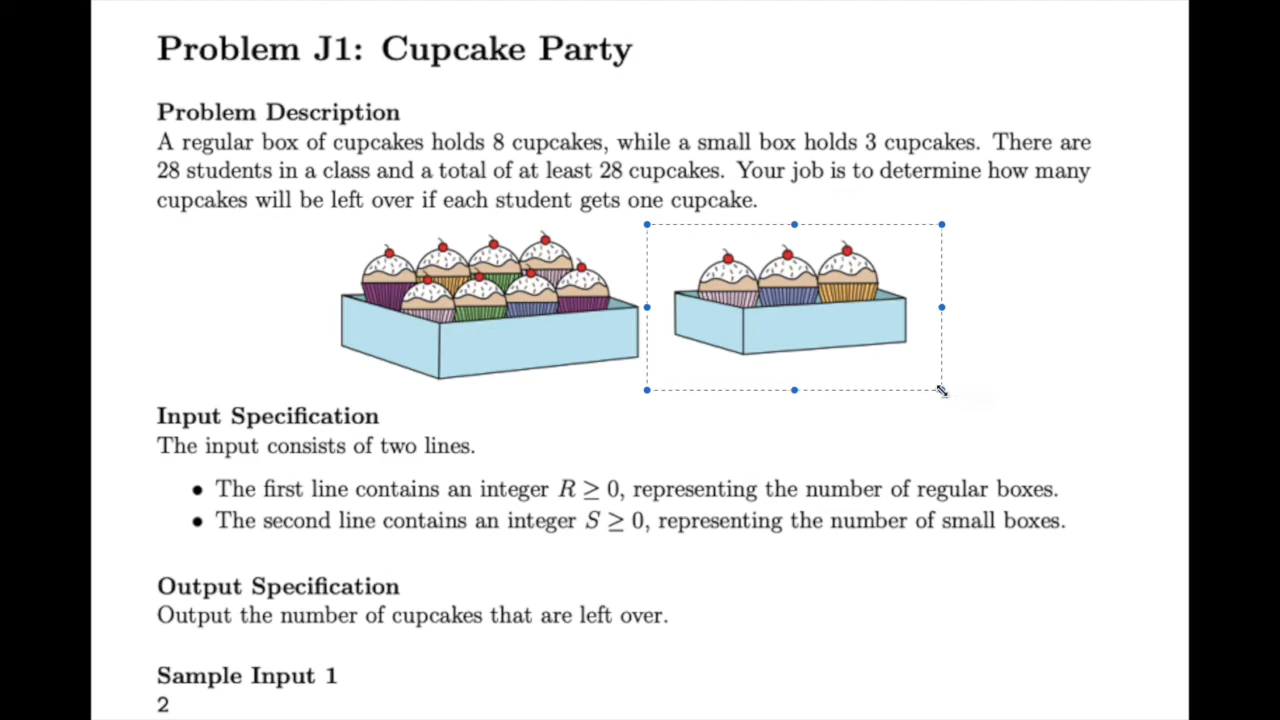 Problem J1: Cupcake Party
Problem Description
A regular box of cupcakes holds 8 cupcakes, while a small box holds 3 cupcakes. There are
28 students in a class and a total of at least 28 cupcakes. Your job is to determine how many
cupcakes will be left over if each student gets one cupcake.
Input Specification
The input consists of two lines.
• The first line contains an integer R ≥ 0, representing the number of regular boxes.
• The second line contains an integer S ≥ 0, representing the number of small boxes.
Output Specification
Output the number of cupcakes that are left over.
Sample Input 1
2